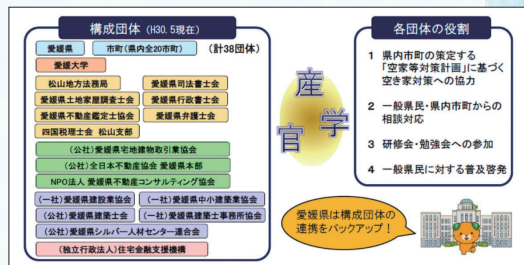 構成団体（H30.5現在）
愛媛県
市町（県内全20市町）
（計38団体）
愛媛大学
松山地方法務局
愛媛県司法書士会
愛媛県土地家屋調査士会
愛媛県行政書士会
愛媛県不動産鑑定士協会
愛媛県弁護士会
四国税理士会 松山支部
（公社）愛媛県宅地建物取引業協会
（公社）全日本不動産協会 愛媛県本部
NPO法人 愛媛県不動産コンサルティング協会
（一社）愛媛県建設業協会
（一社）愛媛県中小建築業協会
（公社）愛媛県建築士会
（一社）愛媛県建築士事務所協会
（公社）愛媛県シルバー人材センター連合会
（独立行政法人）住宅金融支援機構
産
官
学
各団体の役割
1 県内市町の策定する
「空家等対策計画」に基づく
空き家対策への協力
2 一般県民・県内市町からの
相談対応
3 研修会・勉強会への参加
4 一般県民に対する普及啓発
愛媛県は構成団体の
連携をバックアップ！